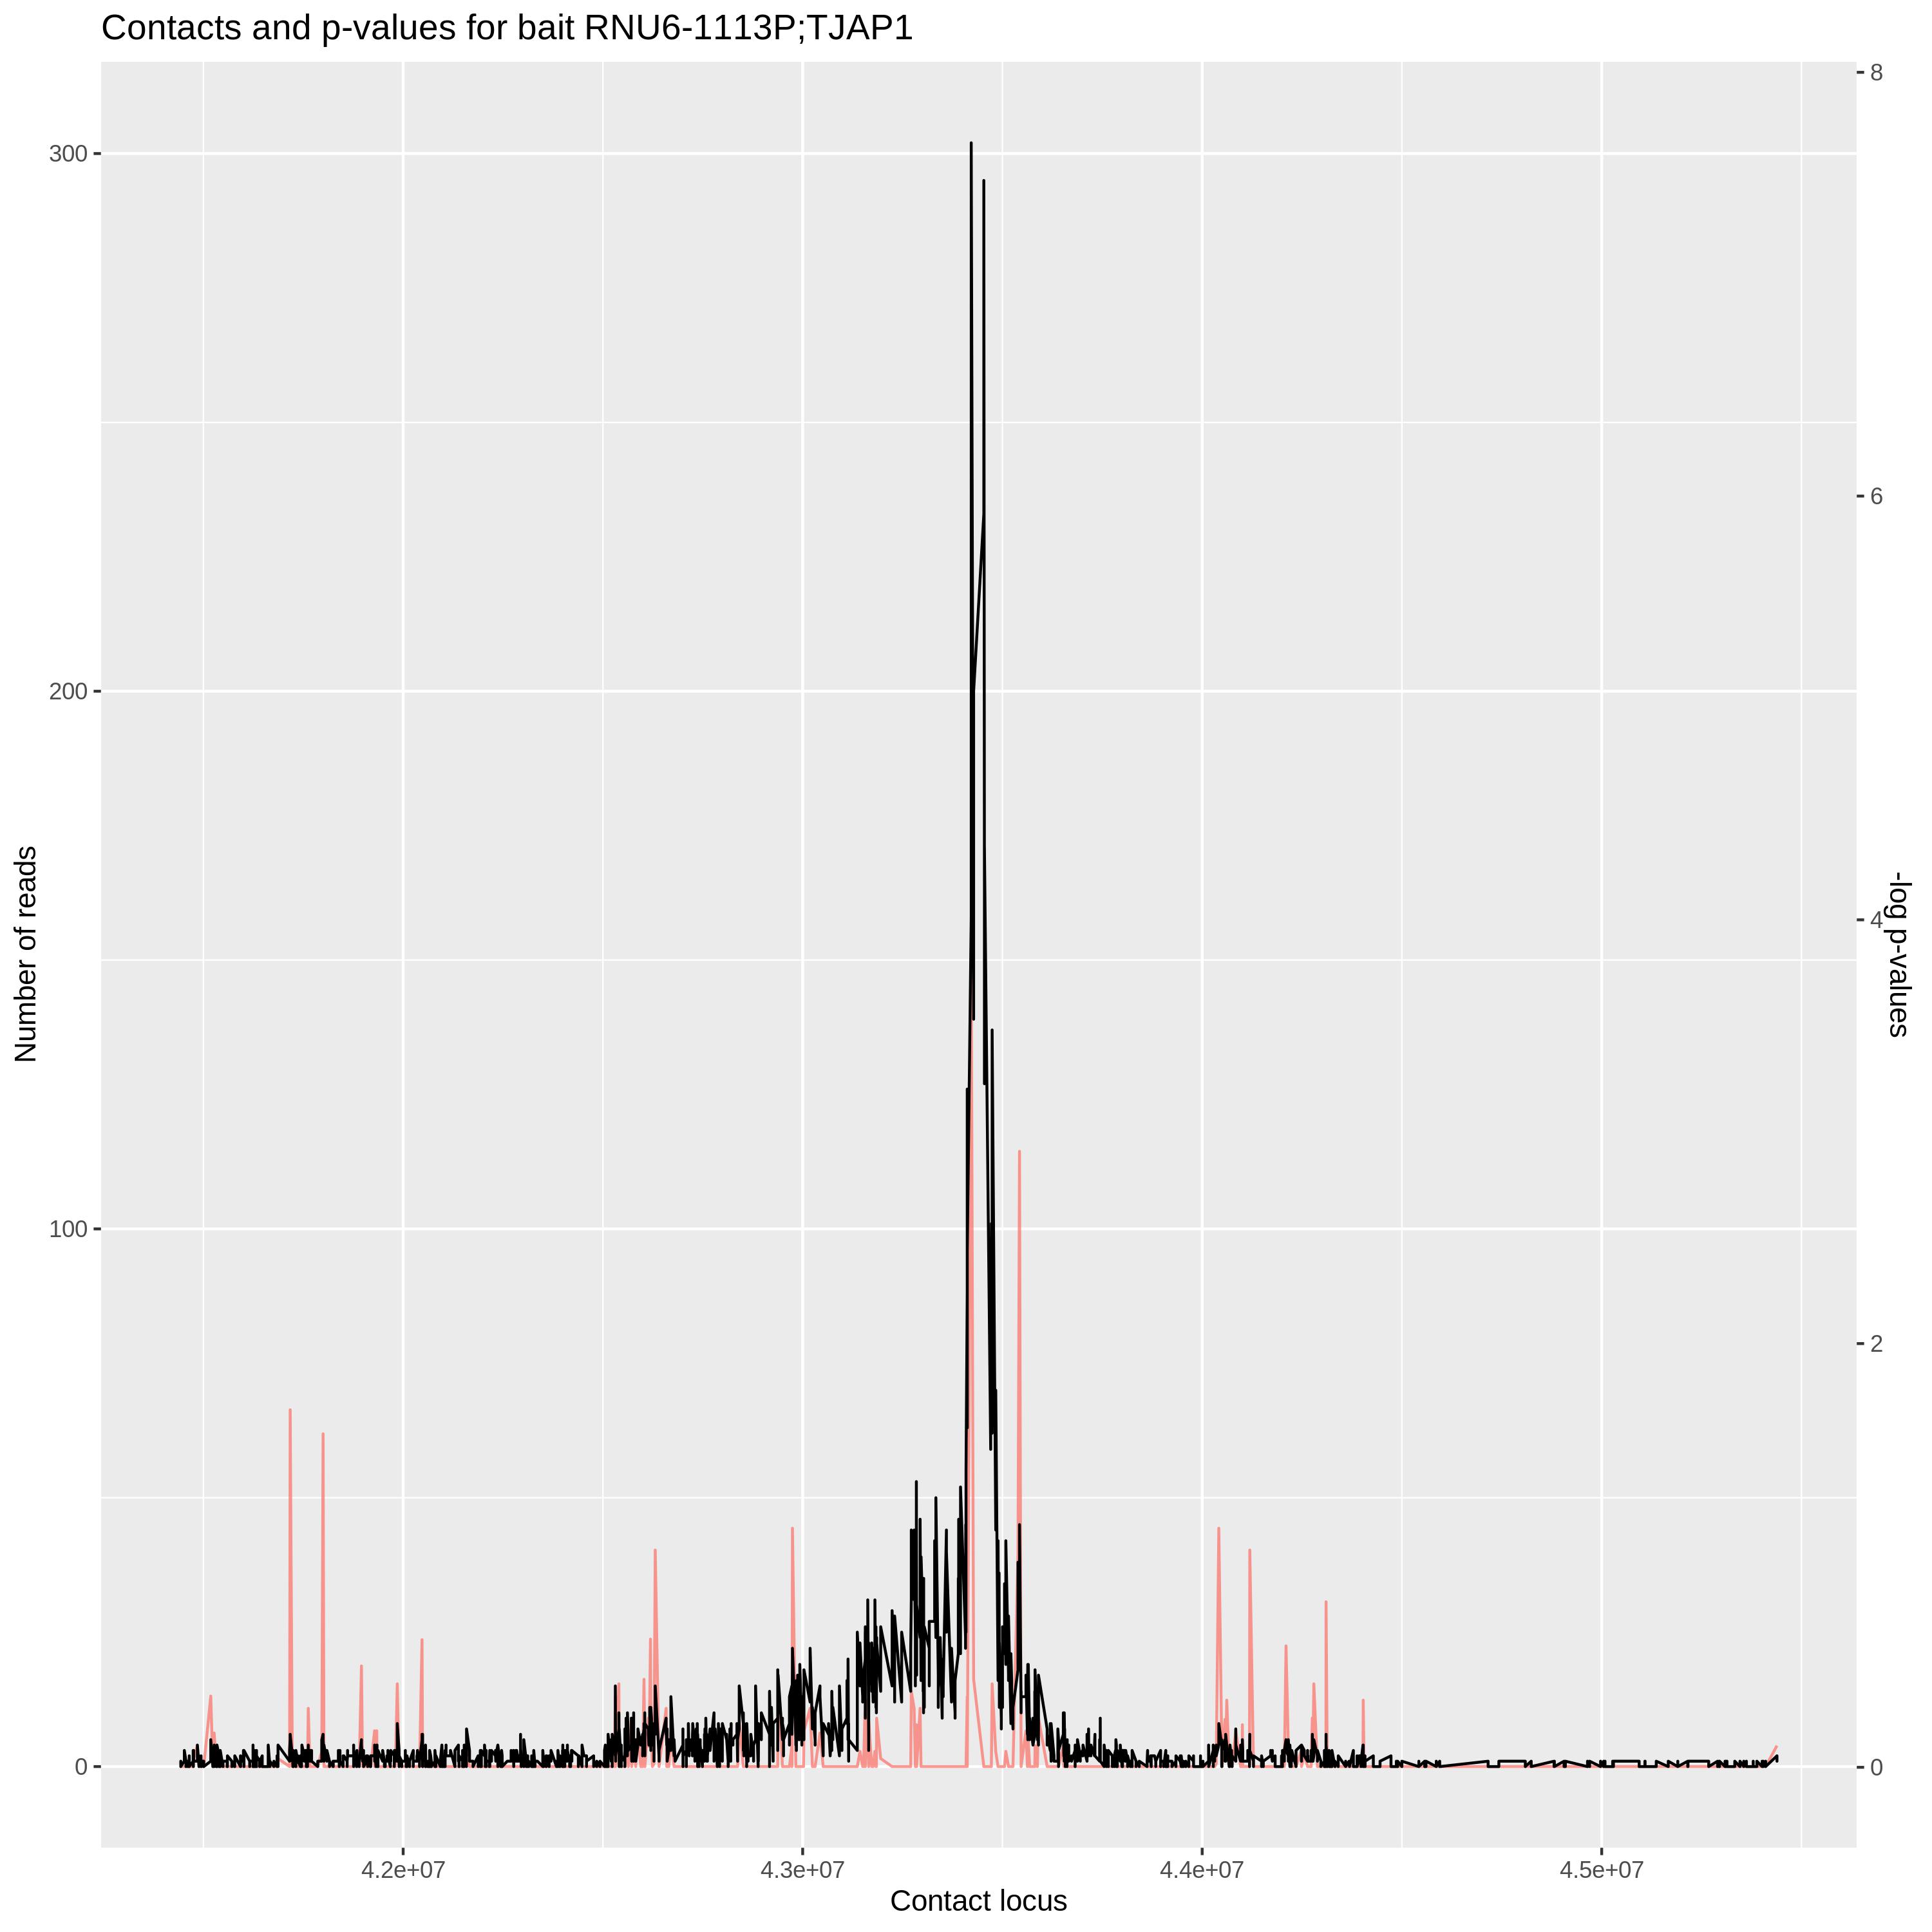 Contacts and p-values for bait RNU6-1113P;TJAP1
300
200
100
0
Number of reads
8
6
4
2
0
-log p-values
4.2e+07
4.3e+07
4.4e+07
4.5e+07
Contact locus